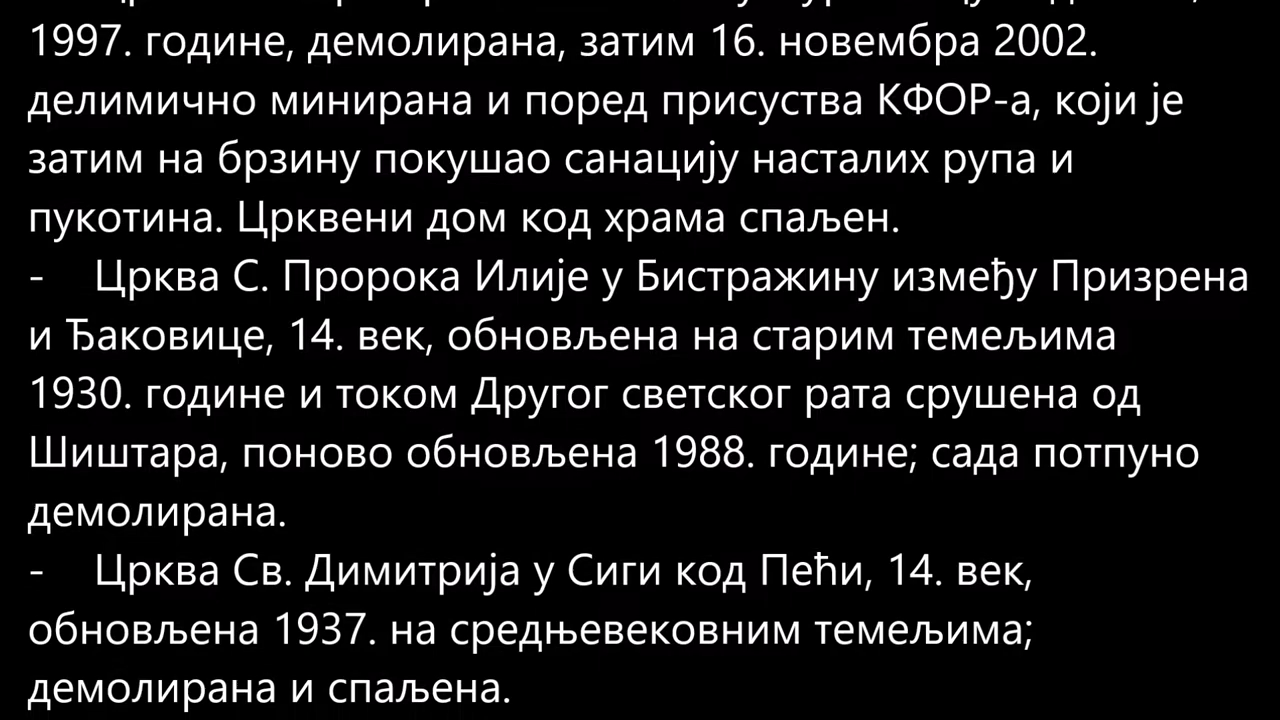 1997. године, демолирана, затим 16. новембра 2002.
делимично минирана и поред присуства КФОР-а, који је
затим на брзину покушао санацију насталих рупа и
пукотина. Црквени дом код храма спаљен.
- Црква С. Пророка Илије у Бистражину између Призрена
и Ђаковице, 14. век, обновљена на старим темељима
1930. године и током Другог светског рата срушена од
Шиштара, поново обновљена 1988. године; сада потпуно
демолирана.
- Црква Св. Димитрија у Сиги код Пећи, 14. век,
обновљена 1937. на средњевековним темељима;
демолирана и спаљена.